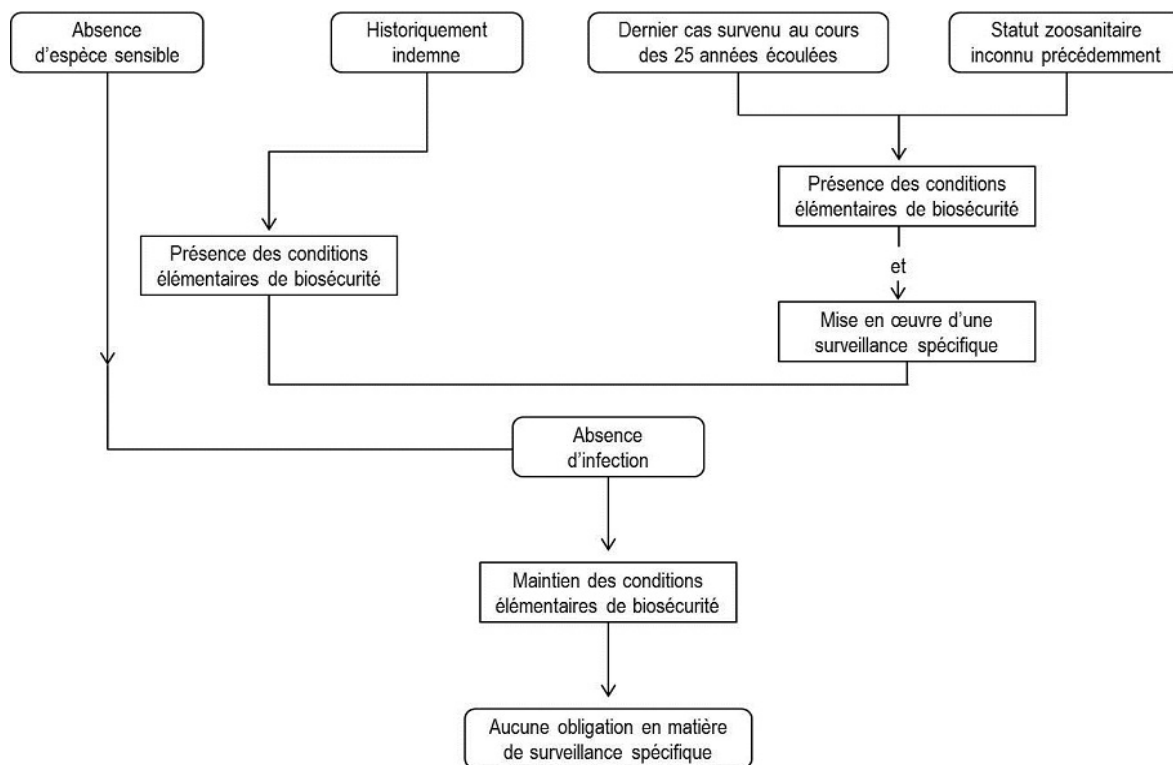 Absence
d'espèce sensible
Historiquement
indemne
Dernier cas survenu au cours
des 25 années écoulées
Statut zoosanitaire
inconnu précédemment
Présence des conditions
élémentaires de biosécurité
et
Présence des conditions
élémentaires de biosécurité
Mise en œuvre d'une
surveillance spécifique
Absence
d'infection
Maintien des conditions
élémentaires de biosécurité
Aucune obligation en matière
de surveillance spécifique